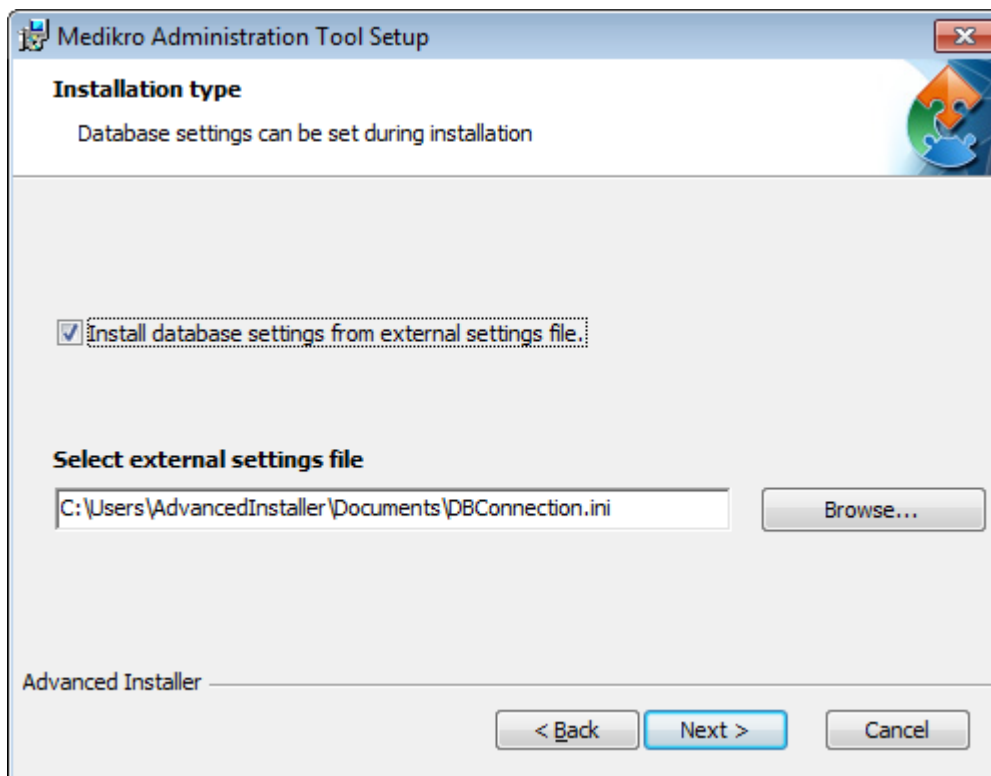 Medikro Administration Tool Setup
Installation type
Database settings can be set during installation
Install database settings from external settings file.
Select external settings file
C:\Users\AdvancedInstaller\Documents\DBConnection.ini
Browse...
Advanced Installer
< Back
Next >
Cancel